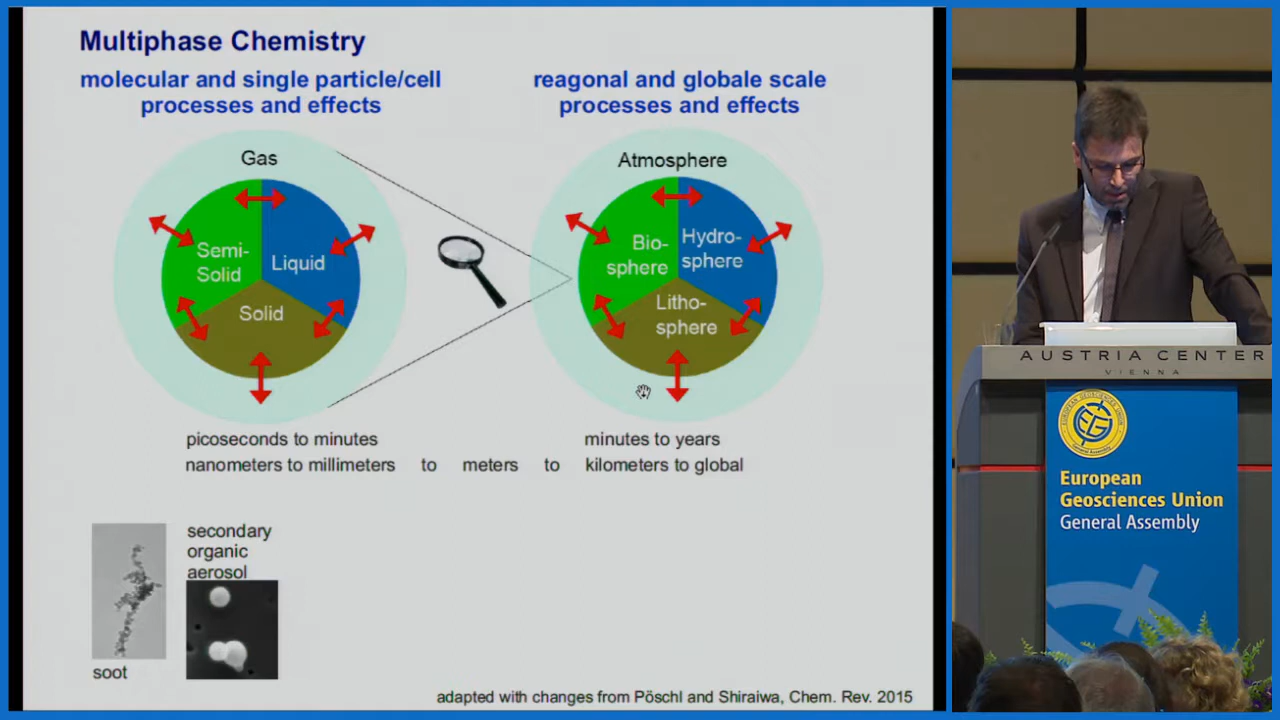 Multiphase Chemistry
molecular and single particle/cell
processes and effects
reagonal and globale scale
processes and effects
Gas
Semi-
Solid
Liquid
Solid
Atmosphere
Bio-
sphere
Hydro-
sphere
Litho-
sphere
picoseconds to minutes
minutes to years
nanometers to millimeters to meters to kilometers to global
secondary
organic
aerosol
soot
adapted with changes from Pöschl and Shiraiwa, Chem. Rev. 2015
AUSTRIA CENTER
VIENNA
European
Geosciences Union
General Assembly